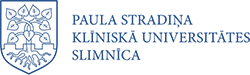 PAULA STRADIŅA
KLĪNISKĀ UNIVERSITĀTES
SLIMNĪCA